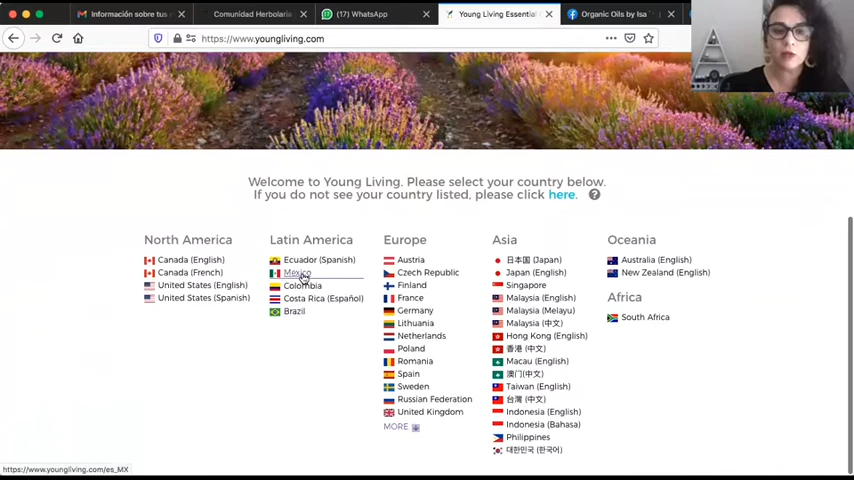 Información sobre tus
Comunidad Herbolaria
(17) WhatsApp
Young Living Essential
Organic Oils by Isa
https://www.youngliving.com
Welcome to Young Living. Please select your country below.
If you do not see your country listed, please click here. ?
North America
Canada (English)
Canada (French)
United States (English)
United States (Spanish)
Latin America
Ecuador (Spanish)
México
Colombia
Costa Rica (Español)
Brazil
Europe
Austria
Czech Republic
Finland
France
Germany
Lithuania
Netherlands
Poland
Romania
Spain
Sweden
Russian Federation
United Kingdom
MORE
Asia
日本国 (Japan)
Japan (English)
Singapore
Malaysia (English)
Malaysia (Melayu)
Malaysia (中文)
Hong Kong (English)
香港 (中文)
Macau (English)
澳门(中文)
Taiwan (English)
台灣 (中文)
Indonesia (English)
Indonesia (Bahasa)
Philippines
대한민국 (한국어)
Oceania
Australia (English)
New Zealand (English)
Africa
South Africa
https://www.youngliving.com/es_MX